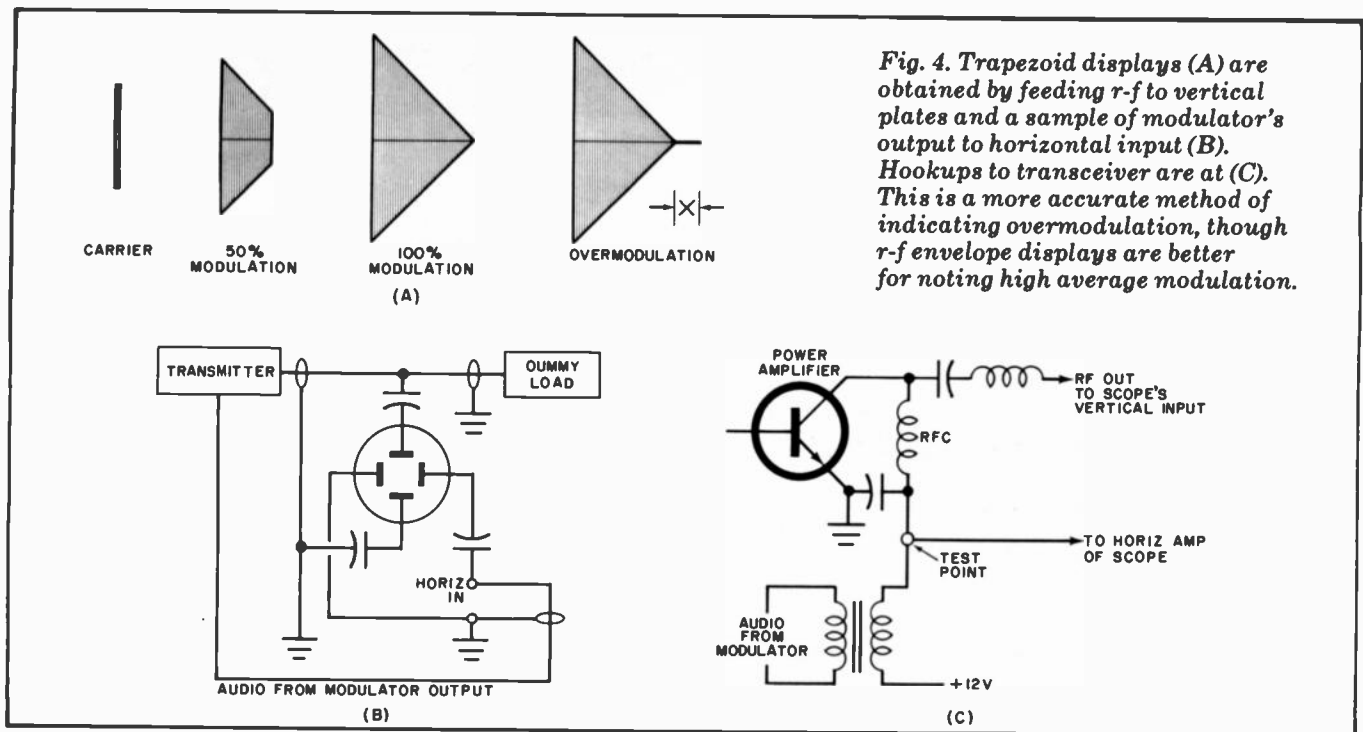 Fig. 4. Trapezoid displays (A) are
obtained by feeding r-f to vertical
plates and a sample of modulator's
output to horizontal input (B).
Hookups to transceiver are at (C).
This is a more accurate method of
indicating overmodulation, though
r-f envelope displays are better
for noting high average modulation.
CARRIER
50%
MODULATION
100%
MODULATION
OVERMODULATION
X
(A)
TRANSMITTER
OUMMY
LOAD
HORIZ
IN
AUDIO FROM MODULATOR OUTPUT
(B)
POWER
AMPLIFIER
RF OUT
TO SCOPE'S
VERTICAL INPUT
RFC
TO HORIZ AMP
OF SCOPE
TEST
POINT
AUDIO
FROM
MODULATOR
+12V
(C)